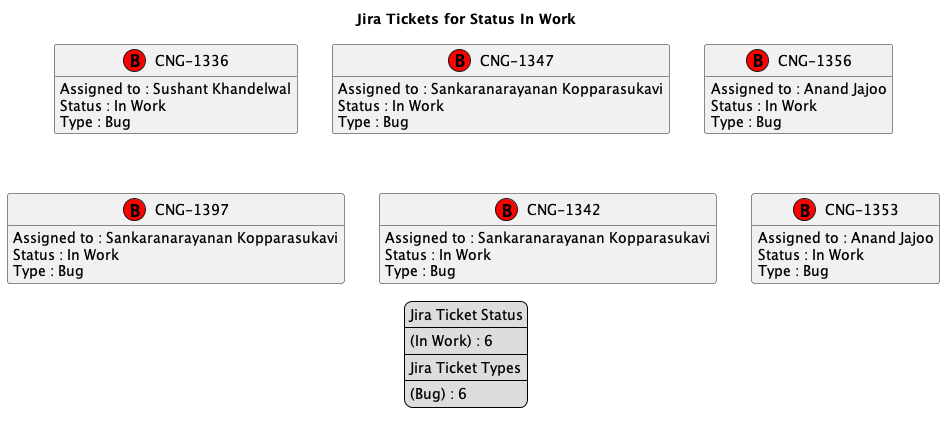 Jira Tickets for Status In Work
B CNG-1336
Assigned to : Sushant Khandelwal
Status : In Work
Type : Bug
B CNG-1347
Assigned to : Sankaranarayanan Kopparasukavi
Status : In Work
Type : Bug
B CNG-1356
Assigned to : Anand Jajoo
Status : In Work
Type : Bug
B CNG-1397
Assigned to : Sankaranarayanan Kopparasukavi
Status : In Work
Type : Bug
B CNG-1342
Assigned to : Sankaranarayanan Kopparasukavi
Status : In Work
Type : Bug
B CNG-1353
Assigned to : Anand Jajoo
Status : In Work
Type : Bug
Jira Ticket Status
(In Work) : 6
Jira Ticket Types
(Bug) : 6